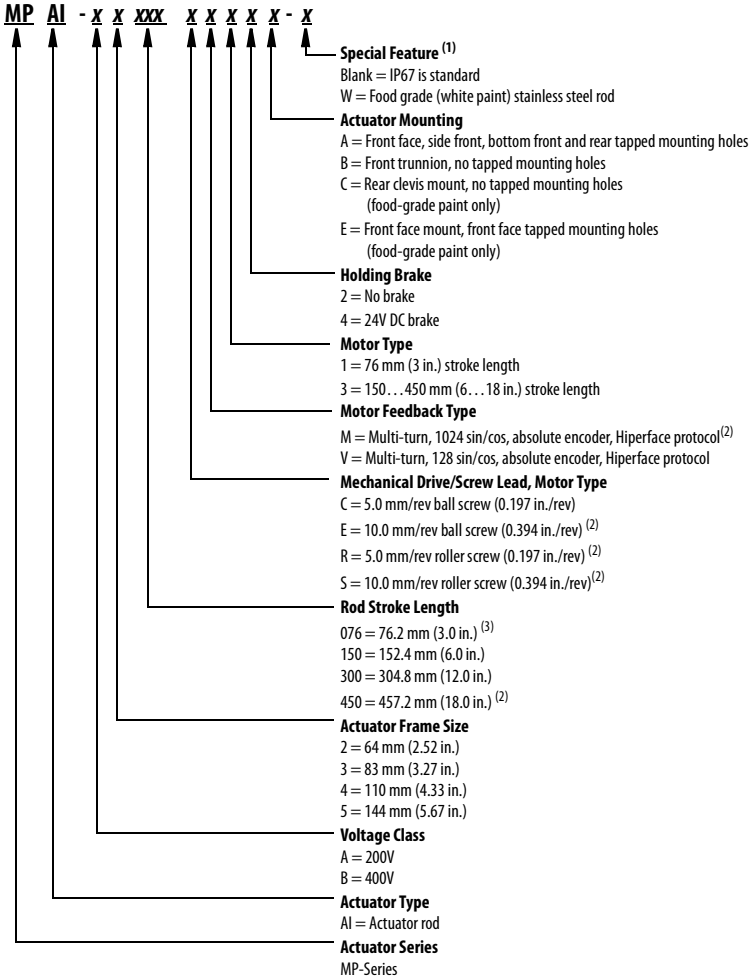 MP AI - x x xxx x x x x x - x
Special Feature (1)
Blank = IP67 is standard
W = Food grade (white paint) stainless steel rod
Actuator Mounting
A = Front face, side front, bottom front and rear tapped mounting holes
B = Front trunnion, no tapped mounting holes
C = Rear clevis mount, no tapped mounting holes
(food-grade paint only)
E = Front face mount, front face tapped mounting holes
(food-grade paint only)
Holding Brake
2 = No brake
4 = 24V DC brake
Motor Type
1 = 76 mm (3 in.) stroke length
3 = 150…450 mm (6…18 in.) stroke length
Motor Feedback Type
M = Multi-turn, 1024 sin/cos, absolute encoder, Hiperface protocol(2)
V = Multi-turn, 128 sin/cos, absolute encoder, Hiperface protocol
Mechanical Drive/Screw Lead, Motor Type
C = 5.0 mm/rev ball screw (0.197 in./rev)
E = 10.0 mm/rev ball screw (0.394 in./rev) (2)
R = 5.0 mm/rev roller screw (0.197 in./rev) (2)
S = 10.0 mm/rev roller screw (0.394 in./rev)(2)
Rod Stroke Length
076 = 76.2 mm (3.0 in.) (3)
150 = 152.4 mm (6.0 in.)
300 = 304.8 mm (12.0 in.)
450 = 457.2 mm (18.0 in.) (2)
Actuator Frame Size
2 = 64 mm (2.52 in.)
3 = 83 mm (3.27 in.)
4 = 110 mm (4.33 in.)
5 = 144 mm (5.67 in.)
Voltage Class
A = 200V
B = 400V
Actuator Type
AI = Actuator rod
Actuator Series
MP-Series